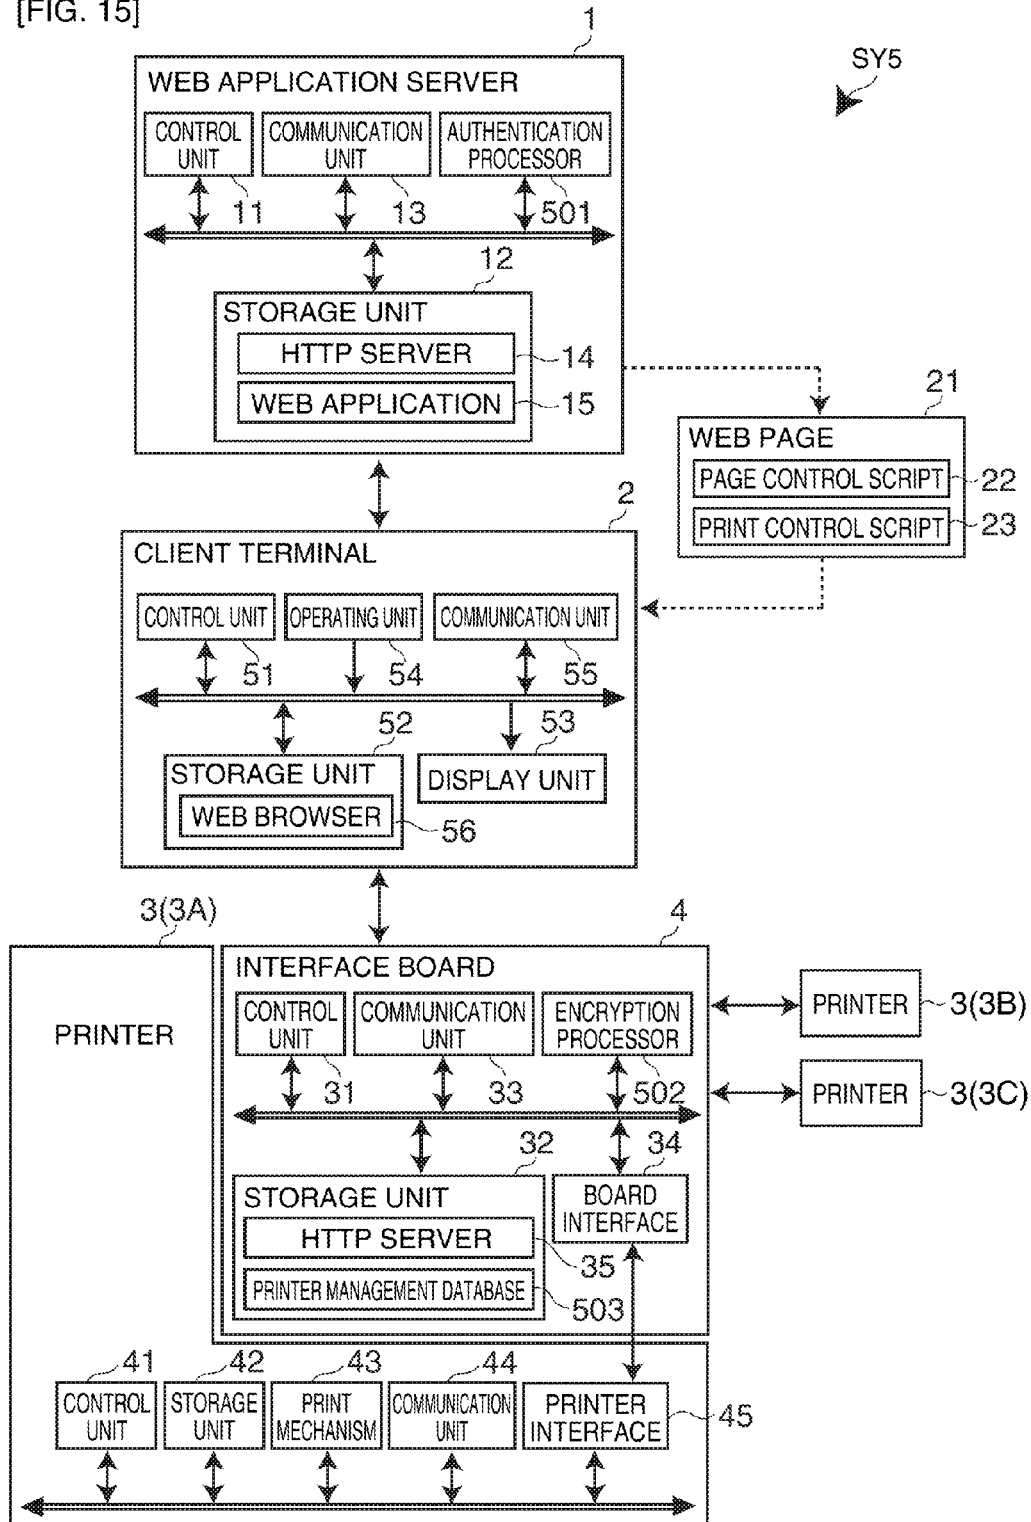 [FIG. 15]
1
SY5
WEB APPLICATION SERVER
CONTROL
UNIT
COMMUNICATION
UNIT
AUTHENTICATION
PROCESSOR
11
13
501
12
STORAGE UNIT
HTTP SERVER
14
WEB APPLICATION
15
21
WEB PAGE
PAGE CONTROL SCRIPT
22
PRINT CONTROL SCRIPT
23
2
CLIENT TERMINAL
CONTROL UNIT
OPERATING UNIT
COMMUNICATION UNIT
51
54
55
52
53
STORAGE UNIT
DISPLAY UNIT
WEB BROWSER
56
3(3A)
4
PRINTER
INTERFACE BOARD
CONTROL
UNIT
COMMUNICATION
UNIT
ENCRYPTION
PROCESSOR
31
33
502
PRINTER
3(3B)
PRINTER
3(3C)
32
34
STORAGE UNIT
BOARD
INTERFACE
HTTP SERVER
35
PRINTER MANAGEMENT DATABASE
503
41
42
43
44
CONTROL
UNIT
STORAGE
UNIT
PRINT
MECHANISM
COMMUNICATION
UNIT
PRINTER
INTERFACE
45